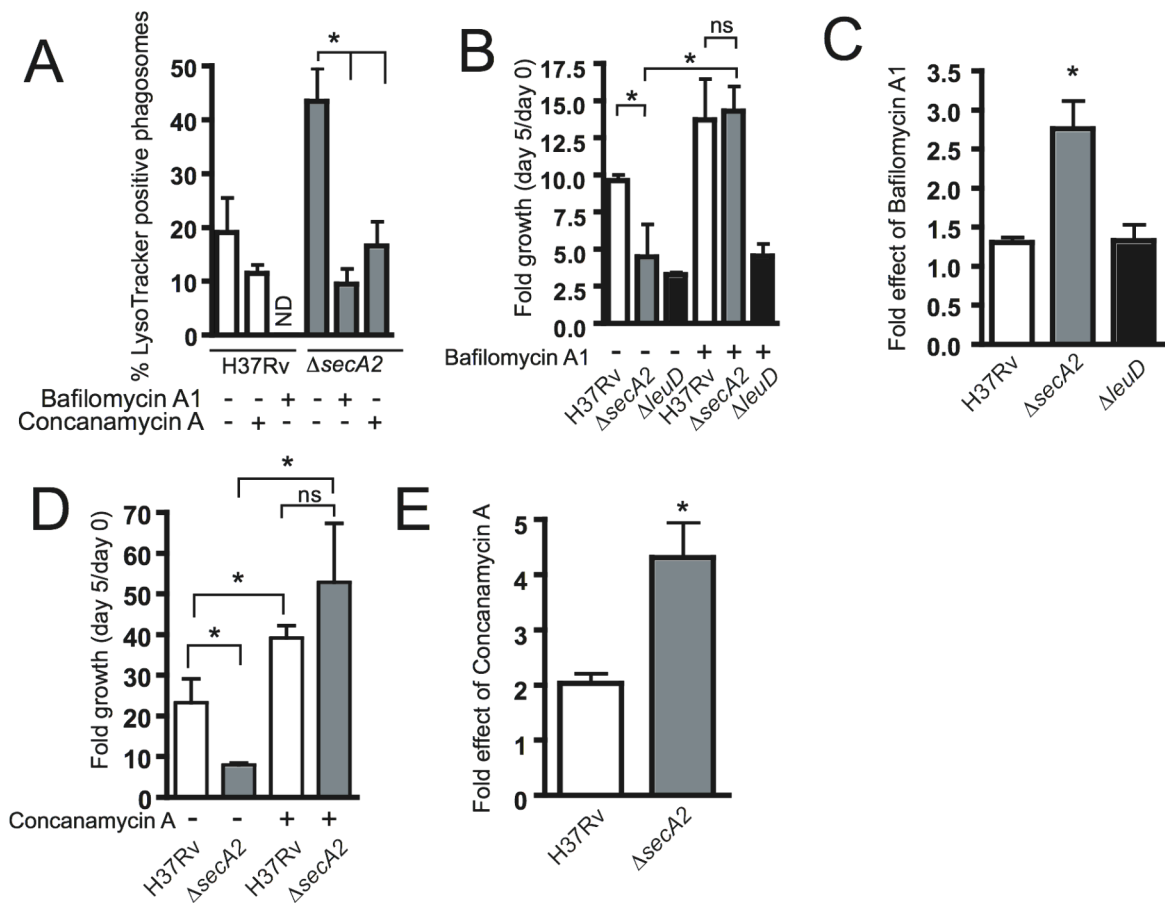 A
% LysoTracker positive phagosomes
50
40
30
20
10
0
*
ND
H37Rv ΔsecA2
Bafilomycin A1 - - + - + -
Concanamycin A - + - - - +
B
Fold growth (day 5/day 0)
17.5
15.0
12.5
10.0
7.5
5.0
2.5
0.0
ns
*
*
Bafilomycin A1 - - - + + +
H37Rv
ΔsecA2
ΔleuD
H37Rv
ΔsecA2
ΔleuD
C
Fold effect of Bafilomycin A1
3.5
3.0
2.5
2.0
1.5
1.0
0.5
0.0
*
H37Rv
ΔsecA2
ΔleuD
D
Fold growth (day 5/day 0)
70
60
50
40
30
20
10
0
*
ns
*
*
Concanamycin A - - + +
H37Rv
ΔsecA2
H37Rv
ΔsecA2
E
Fold effect of Concanamycin A
5
4
3
2
1
0
*
H37Rv
ΔsecA2